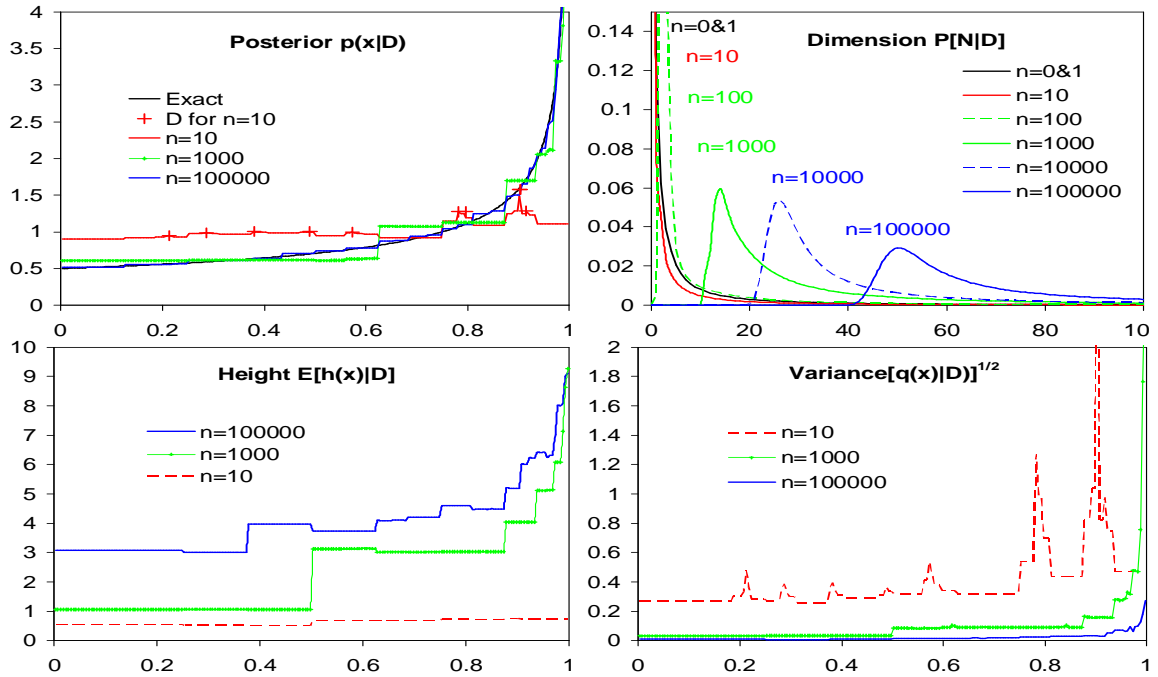 Posterior p(x|D)
4
3.5
3
2.5
2
1.5
1
0.5
0
Exact
D for n=10
n=10
n=1000
n=100000
0
0.2
0.4
0.6
0.8
1
Dimension P[N|D]
0.14
0.12
0.1
0.08
0.06
0.04
0.02
0
n=0&1
n=10
n=100
n=1000
n=10000
n=100000
n=0&1
n=10
n=100
n=1000
n=10000
n=100000
0
20
40
60
80
10
Height E[h(x)|D]
10
9
8
7
6
5
4
3
2
1
0
n=100000
n=1000
n=10
0
0.2
0.4
0.6
0.8
1
Variance[q(x)|D)]1/2
2
1.8
1.6
1.4
1.2
1
0.8
0.6
0.4
0.2
0
n=10
n=1000
n=100000
0
0.2
0.4
0.6
0.8
1